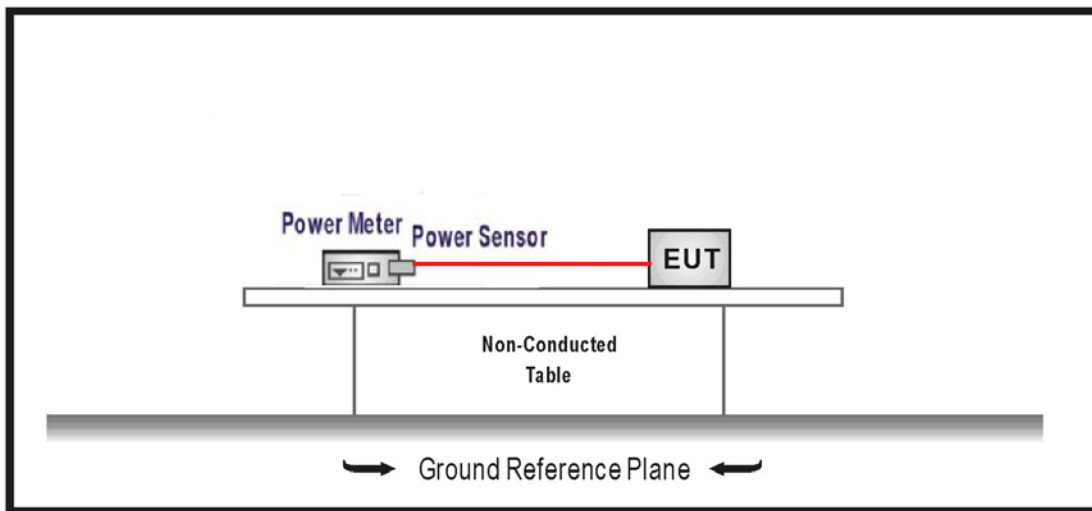 Power Meter
Power Sensor
EUT
Non-Conducted
Table
Ground Reference Plane